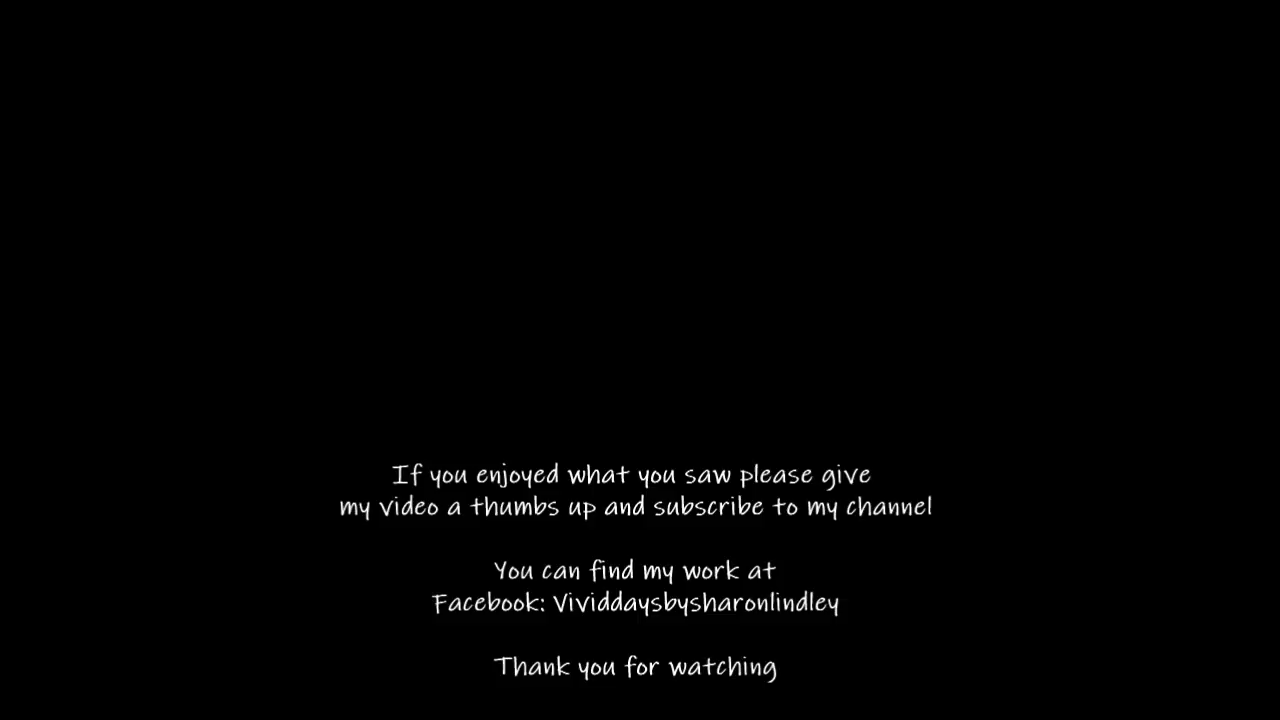 If you enjoyed what you saw please give
my video a thumbs up and subscribe to my channel
You can find my work at
Facebook: Vividdaysbysharonlindley
Thank you for watching